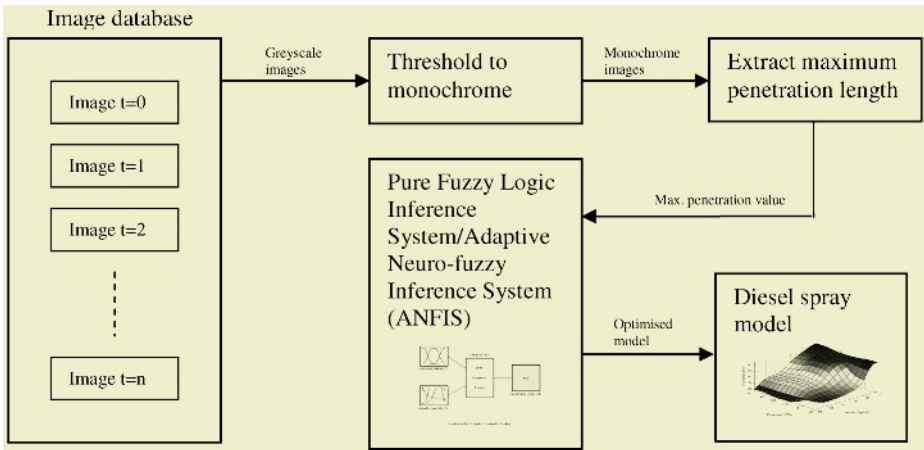 Image database
Image t=0
Image t=1
Image t=2
Image t=n
Greyscale
images
Threshold to
monochrome
Monochrome
images
Extract maximum
penetration length
Max. penetration value
Pure Fuzzy Logic
Inference
System/Adaptive
Neuro-fuzzy
Inference System
(ANFIS)
Optimised
model
Diesel spray
model